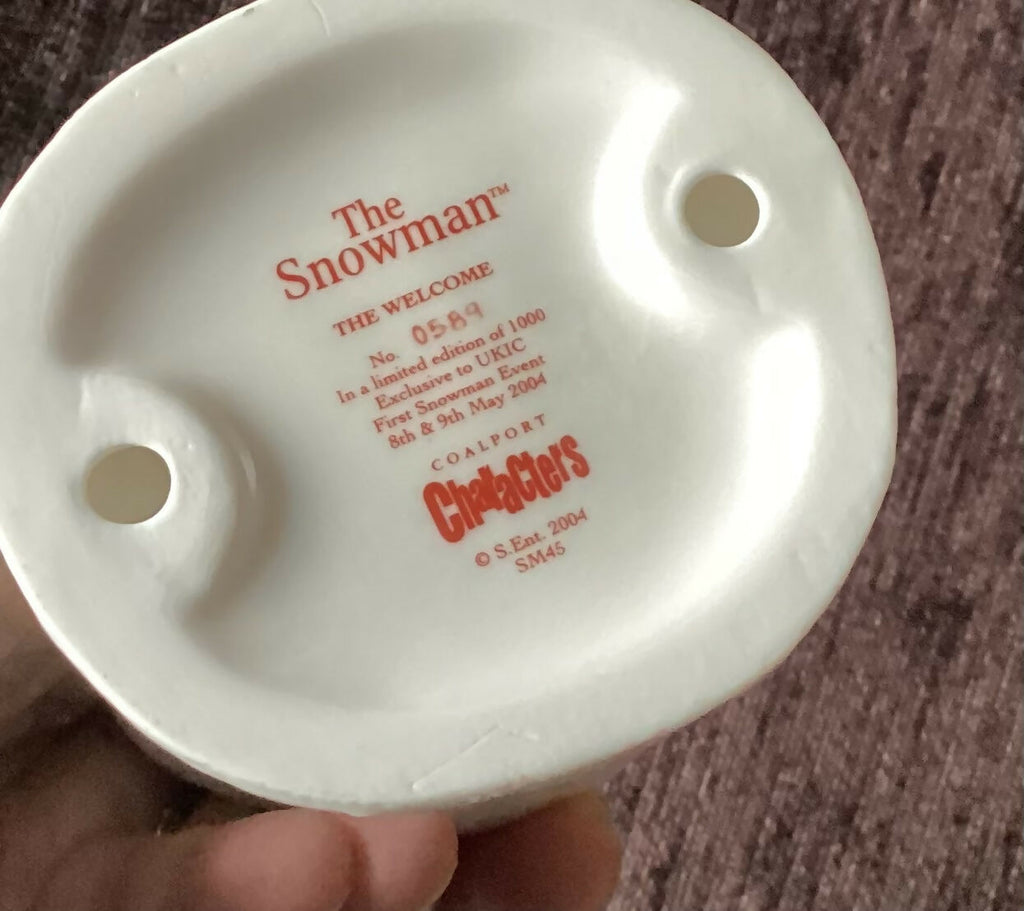 The
Snowman™
THE WELCOME
No. 0589
In a limited edition of 1000
Exclusive to UKIC
First Snowman Event
8th & 9th May 2004
COALPORT
Characters
© S.Ent. 2004
SM45